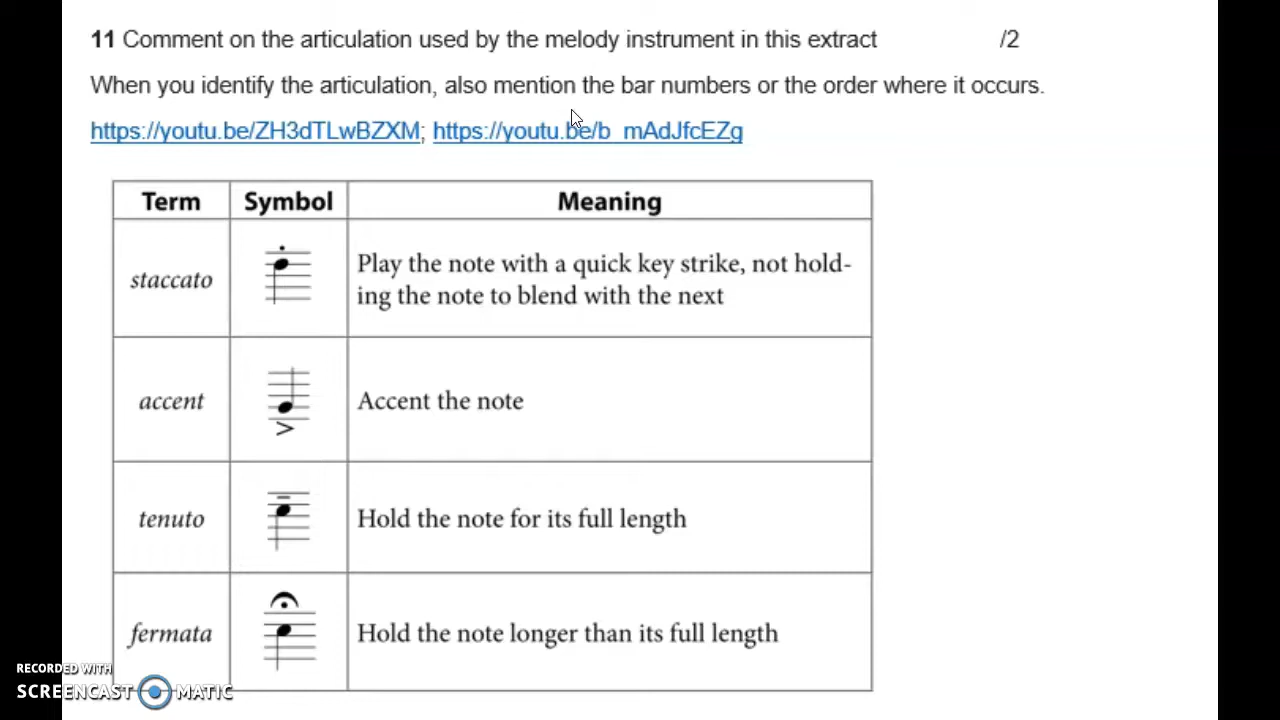 11 Comment on the articulation used by the melody instrument in this extract /2
When you identify the articulation, also mention the bar numbers or the order where it occurs.
https://youtu.be/ZH3dTLwBZXM; https://youtu.be/b_mAdJfcEZg
Term Symbol Meaning
staccato
Play the note with a quick key strike, not hold-
ing the note to blend with the next
accent Accent the note
tenuto Hold the note for its full length
fermata Hold the note longer than its full length
RECORDED WITH
SCREENCAST MATIC